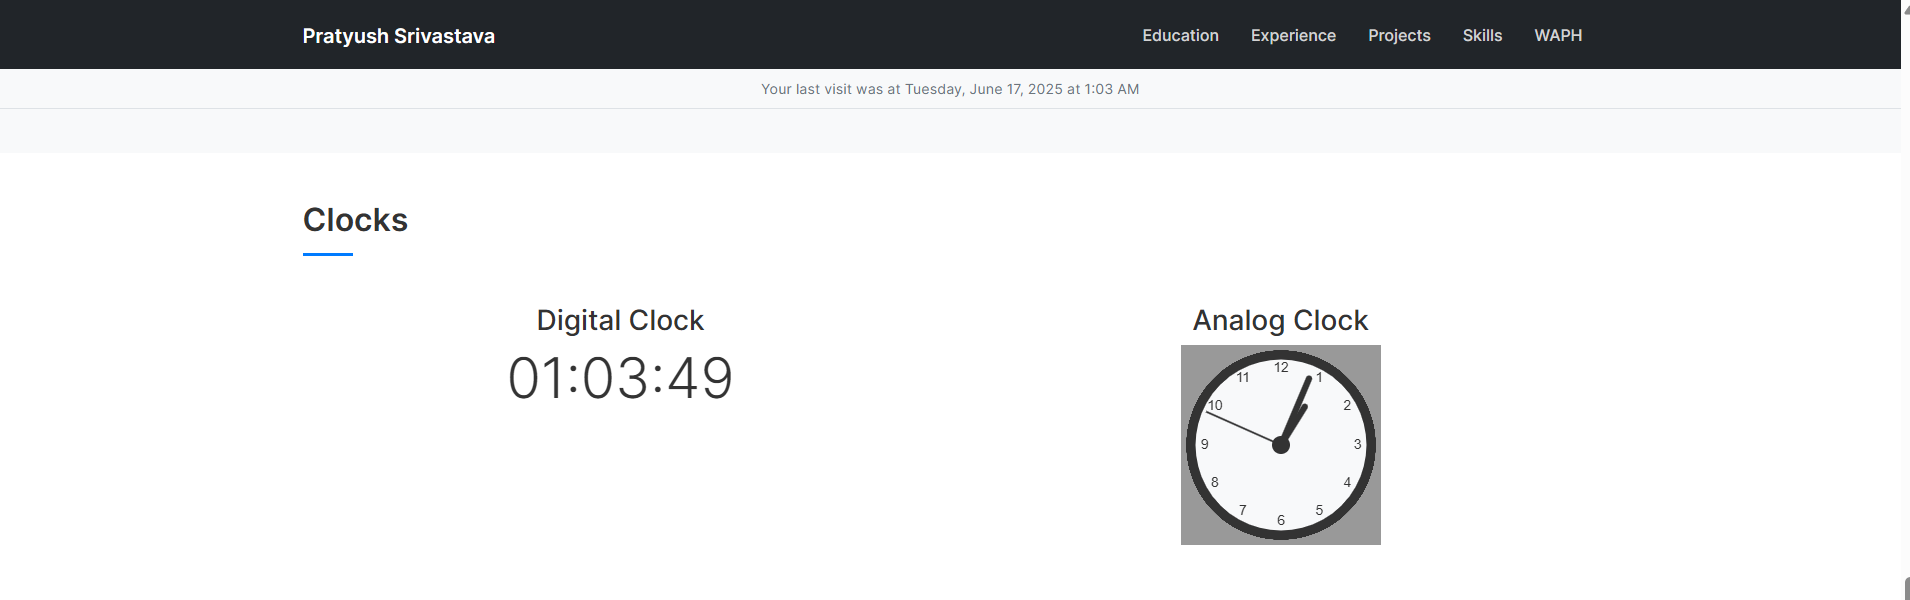 Pratyush Srivastava
Education Experience Projects Skills WAPH
Your last visit was at Tuesday, June 17, 2025 at 1:03 AM
Clocks
Digital Clock
01:03:49
Analog Clock
12
11 1
10 2
9 3
8 4
7 5
6